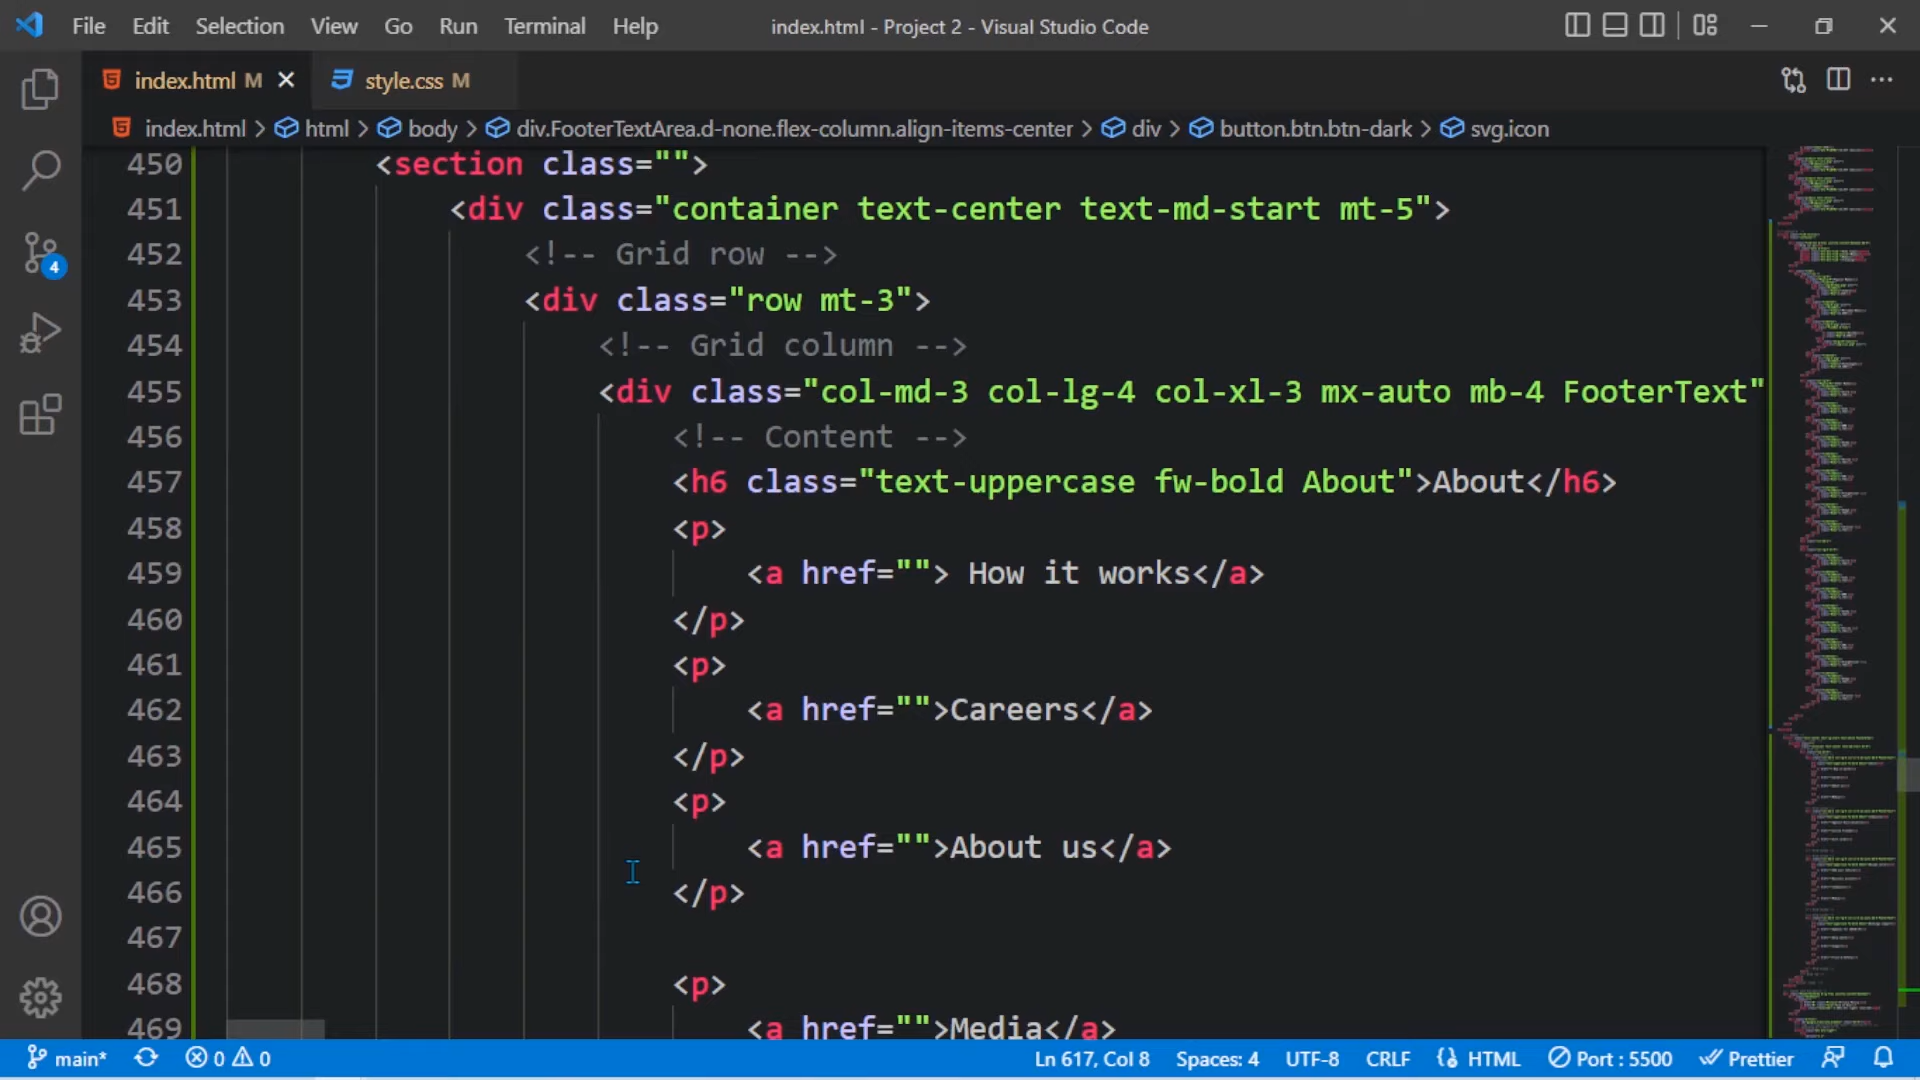 File Edit Selection View Go Run Terminal Help index.html - Project 2 - Visual Studio Code
index.html M style.css M
index.html > html > body > div.FooterTextArea.d-none.flex-column.align-items-center > div > button.btn.btn-dark > svg.icon
450 <section class="">
451 <div class="container text-center text-md-start mt-5">
452 <!-- Grid row -->
453 <div class="row mt-3">
454 <!-- Grid column -->
455 <div class="col-md-3 col-lg-4 col-xl-3 mx-auto mb-4 FooterText"
456 <!-- Content -->
457 <h6 class="text-uppercase fw-bold About">About</h6>
458 <p>
459 <a href=""> How it works</a>
460 </p>
461 <p>
462 <a href="">Careers</a>
463 </p>
464 <p>
465 <a href="">About us</a>
466 </p>
467
468 <p>
469 <a href="">Media</a>
4
main* 0 0 Ln 617, Col 8 Spaces: 4 UTF-8 CRLF HTML Port : 5500 Prettier